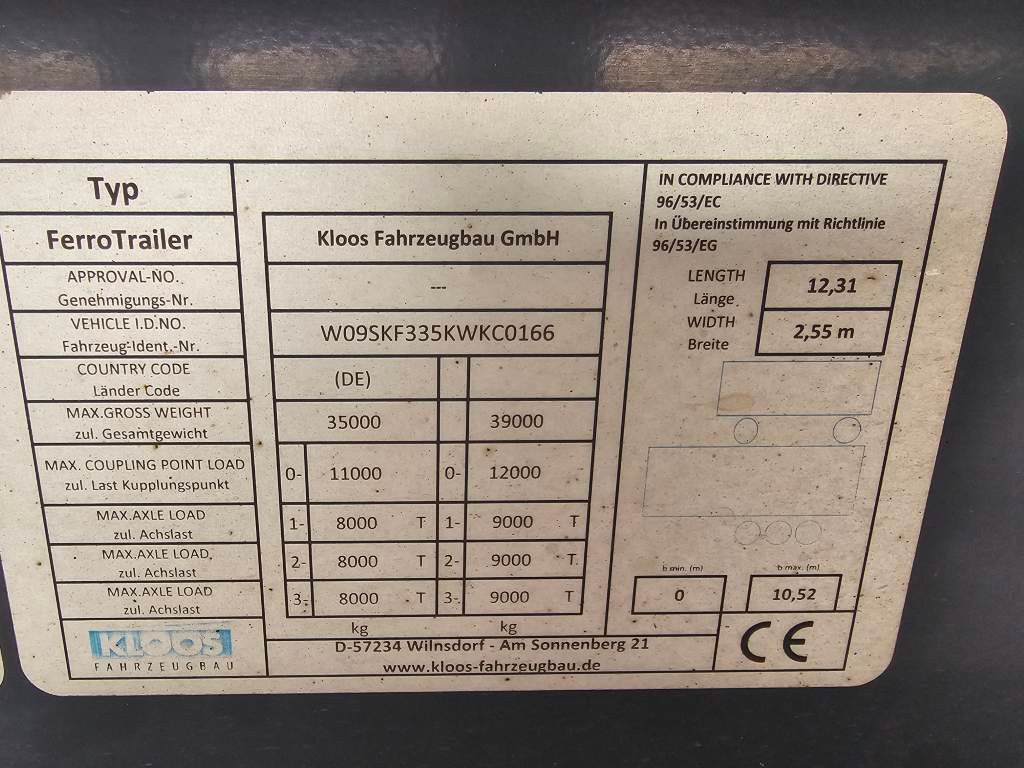 Typ
FerroTrailer
Kloos Fahrzeugbau GmbH
APPROVAL-NO.
Genehmigungs-Nr.
---
VEHICLE I.D.NO.
Fahrzeug-Ident.-Nr.
W09SKF335KWKC0166
COUNTRY CODE
Länder Code
(DE)
MAX.GROSS WEIGHT
zul. Gesamtgewicht
35000 39000
MAX. COUPLING POINT LOAD
zul. Last Kupplungspunkt
0- 11000 0- 12000
MAX.AXLE LOAD
zul. Achslast
1- 8000 T 1- 9000 T
MAX.AXLE LOAD
zul. Achslast
2- 8000 T 2- 9000 T
MAX.AXLE LOAD
zul. Achslast
3- 8000 T 3- 9000 T
kg kg
KLOOS
FAHRZEUGBAU
D-57234 Wilnsdorf - Am Sonnenberg 21
www.kloos-fahrzeugbau.de
IN COMPLIANCE WITH DIRECTIVE
96/53/EC
In Übereinstimmung mit Richtlinie
96/53/EG
LENGTH
Länge
12,31
WIDTH
Breite
2,55 m
b min. (m) b max. (m)
0 10,52
CE